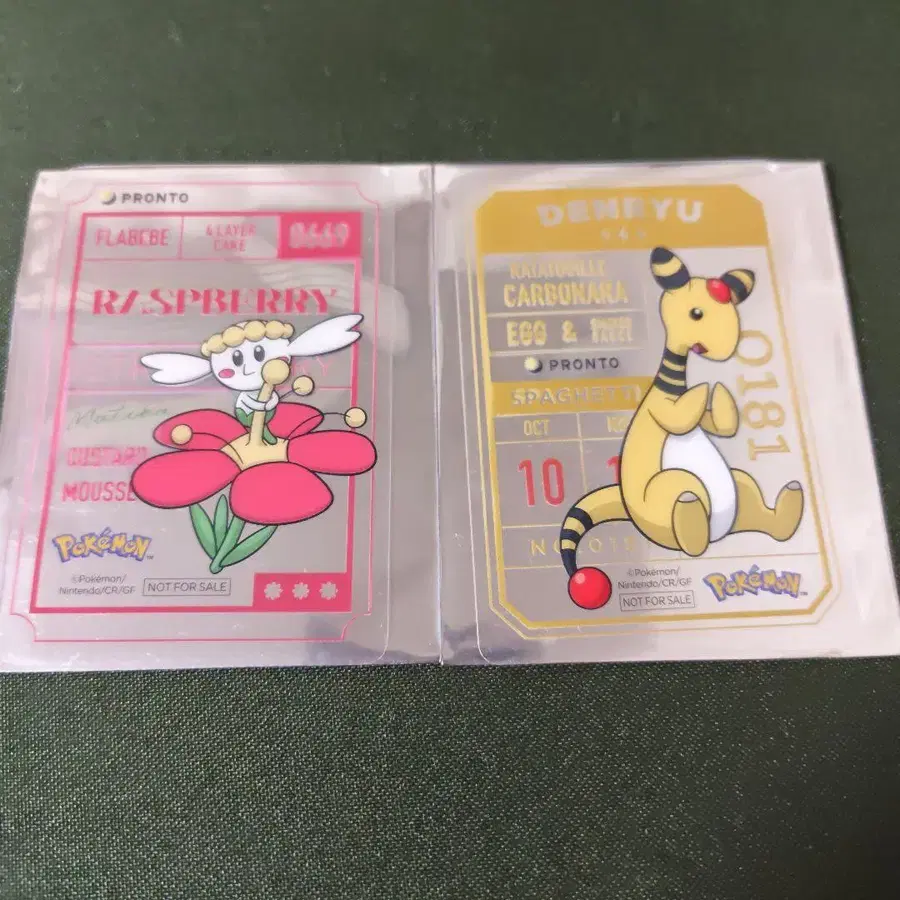 PRONTO
FLABEBE
4 LAYER
CAKE
0669
RASPBERRY
MOUSSE
Pokémon
©Pokémon/
Nintendo/CR/GF
NOT FOR SALE
DENRYU
CARBONARA
EGG &
PRONTO
SPAGHETTI
OCT
10
0181
©Pokémon/
Nintendo/CR/GF
NOT FOR SALE
Pokémon